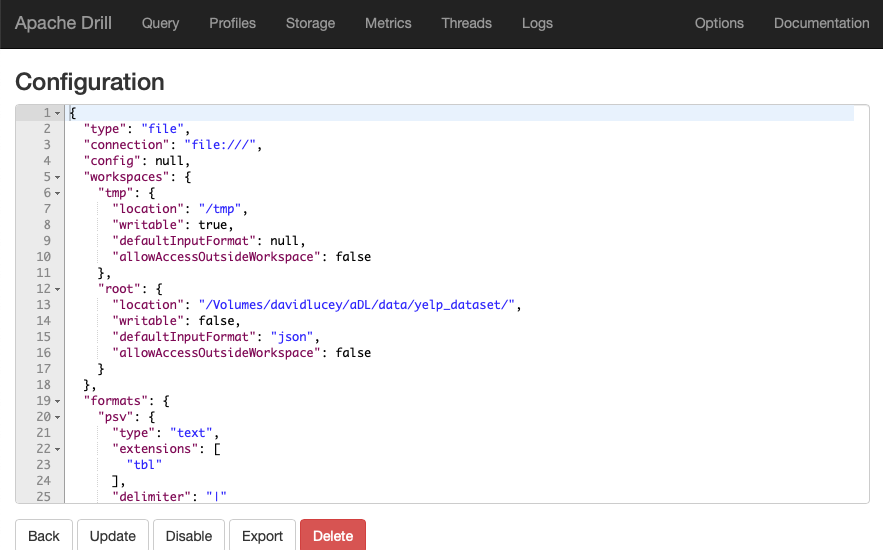 Apache Drill Query Profiles Storage Metrics Threads Logs Options Documentation
Configuration
1 {
2 "type": "file",
3 "connection": "file:///",
4 "config": null,
5 "workspaces": {
6 "tmp": {
7 "location": "/tmp",
8 "writable": true,
9 "defaultInputFormat": null,
10 "allowAccessOutsideWorkspace": false
11 },
12 "root": {
13 "location": "/Volumes/davidlucey/aDL/data/yelp_dataset/",
14 "writable": false,
15 "defaultInputFormat": "json",
16 "allowAccessOutsideWorkspace": false
17 }
18 },
19 "formats": {
20 "psv": {
21 "type": "text",
22 "extensions": [
23 "tbl"
24 ],
25 "delimiter": "|"
Back Update Disable Export Delete